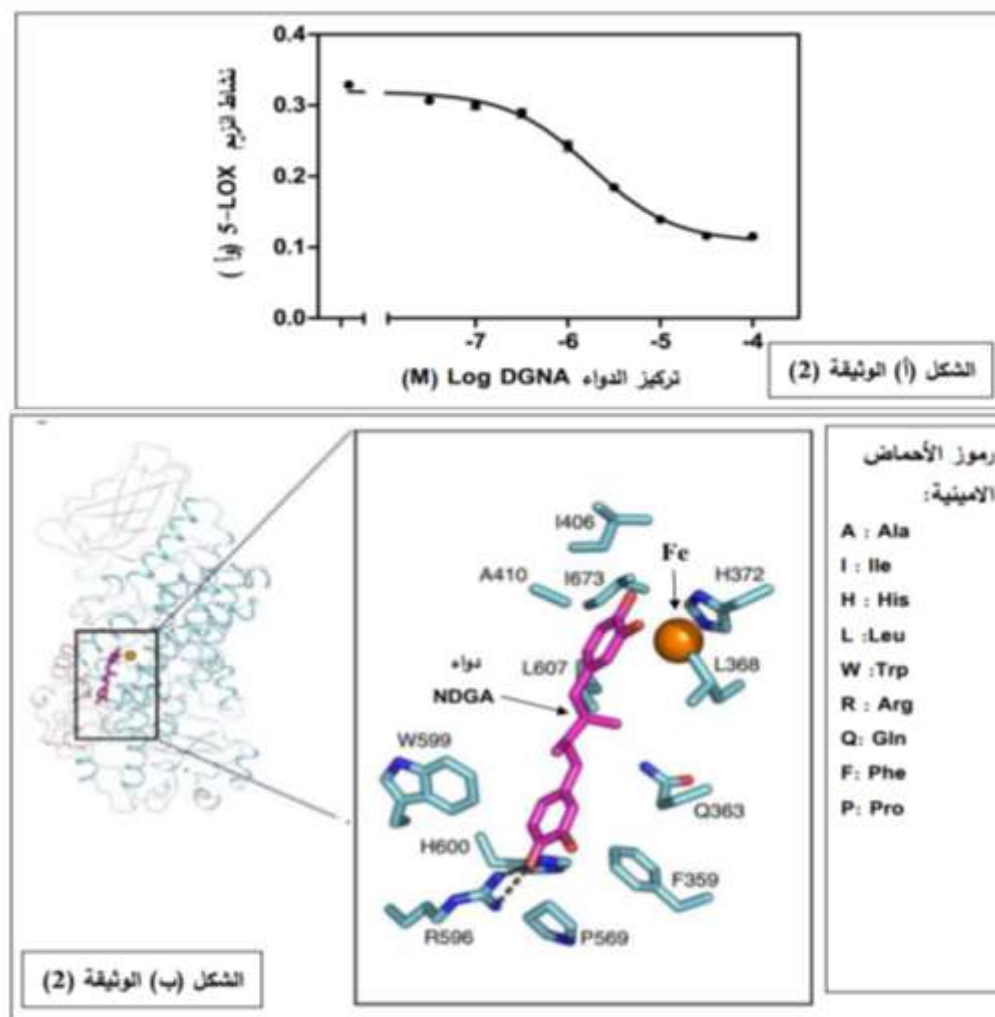 0.4
0.3
0.2
0.1
0.0
نشاط انزيم 5-LOX (وأ)
-7
-6
-5
-4
تركيز الدواء Log DGNA (M)
الشكل (أ) الوثيقة (2)
رموز الأحماض
الامينية:
A : Ala
I : Ile
H : His
L :Leu
W : Trp
R : Arg
Q: Gln
F : Phe
P: Pro
I406
Fe
A410
I673
H372
دواء
NDGA
L607
L368
W599
Q363
H600
F359
R596
P569
الشكل (ب) الوثيقة (2)